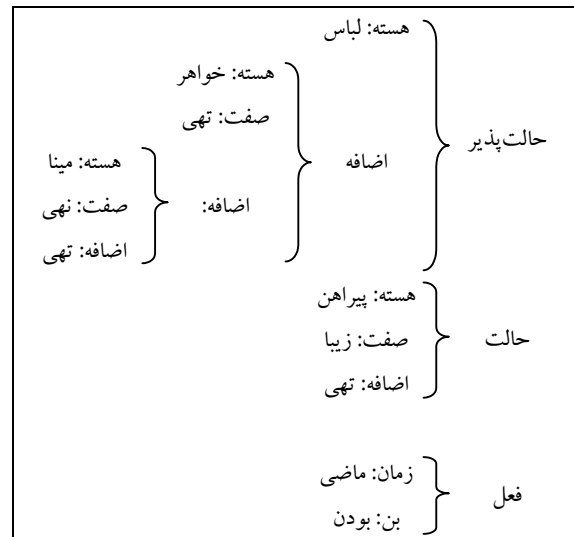 هسته: لباس
هسته: خواهر
صفت: تهی
حالت‌پذیر
اضافه
هسته: مینا
اضافه:
صفت: نهی
اضافه: تهی
هسته: پیراهن
حالت
صفت: زیبا
اضافه: تهی
زمان: ماضی
فعل
بن: بودن